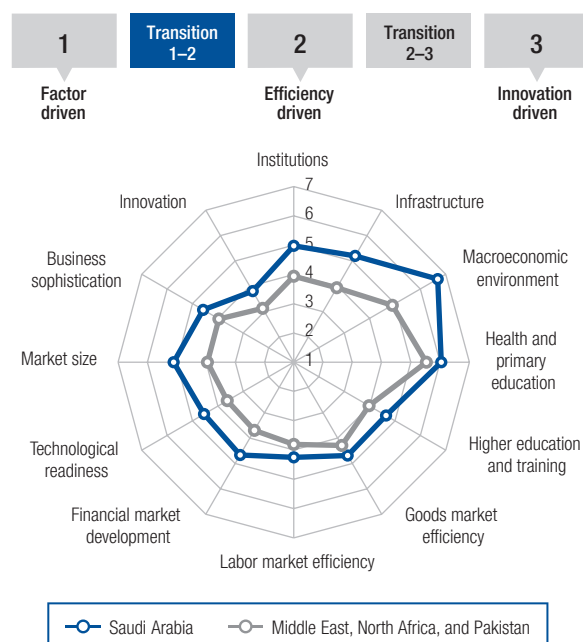 1
Transition
1–2
2
Transition
2–3
3
Factor
driven
Efficiency
driven
Innovation
driven
Institutions
7
6
5
4
3
2
1
Infrastructure
Macroeconomic
environment
Health and
primary
education
Higher education
and training
Goods market
efficiency
Labor market efficiency
Financial market
development
Technological
readiness
Market size
Business
sophistication
Innovation
Saudi Arabia
Middle East, North Africa, and Pakistan